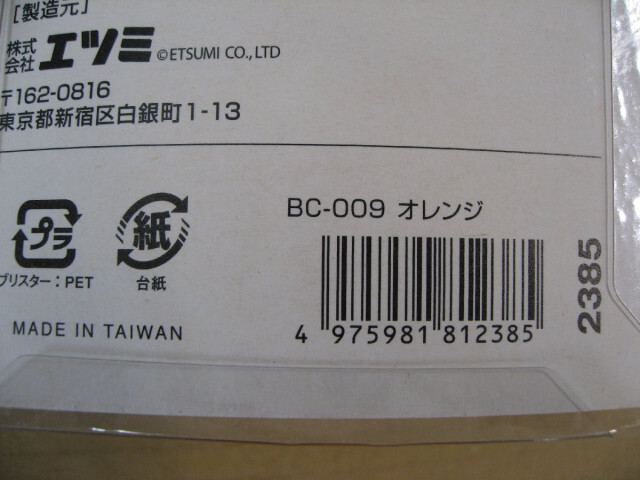 [製造元]
株式会社 エツミ ©ETSUMI CO.,LTD
〒162-0816
東京都新宿区白銀町1-13
BC-009 オレンジ
プラ
紙
ブリスター：PET
台紙
MADE IN TAIWAN
4 975981 812385
2385